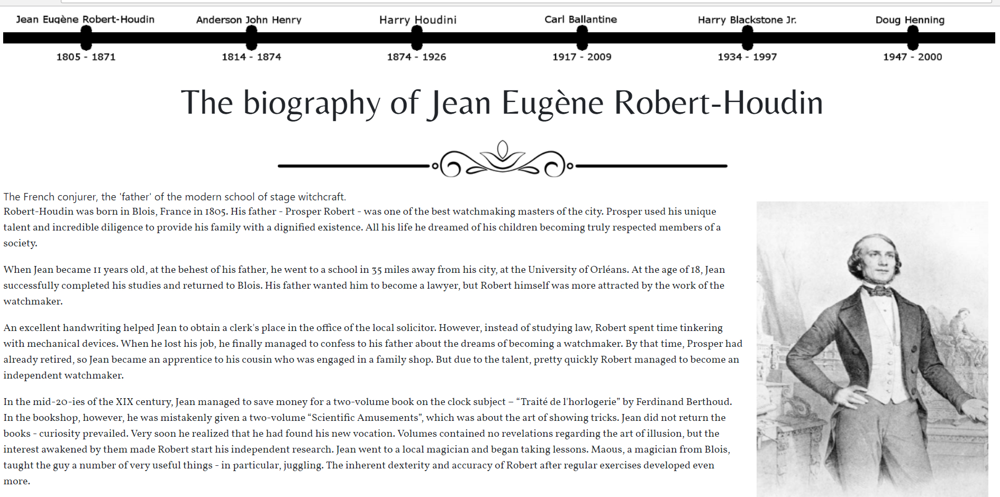 Jean Eugène Robert-Houdin Anderson John Henry Harry Houdini Carl Ballantine Harry Blackstone Jr. Doug Henning
1805 - 1871 1814 - 1874 1874 - 1926 1917 - 2009 1934 - 1997 1947 - 2000
The biography of Jean Eugène Robert-Houdin
The French conjurer, the 'father' of the modern school of stage witchcraft.
Robert-Houdin was born in Blois, France in 1805. His father - Prosper Robert - was one of the best watchmaking masters of the city. Prosper used his unique
talent and incredible diligence to provide his family with a dignified existence. All his life he dreamed of his children becoming truly respected members of a
society.
When Jean became 11 years old, at the behest of his father, he went to a school in 35 miles away from his city, at the University of Orléans. At the age of 18, Jean
successfully completed his studies and returned to Blois. His father wanted him to become a lawyer, but Robert himself was more attracted by the work of the
watchmaker.
An excellent handwriting helped Jean to obtain a clerk's place in the office of the local solicitor. However, instead of studying law, Robert spent time tinkering
with mechanical devices. When he lost his job, he finally managed to confess to his father about the dreams of becoming a watchmaker. By that time, Prosper had
already retired, so Jean became an apprentice to his cousin who was engaged in a family shop. But due to the talent, pretty quickly Robert managed to become an
independent watchmaker.
In the mid-20-ies of the XIX century, Jean managed to save money for a two-volume book on the clock subject – “Traité de l'horlogerie” by Ferdinand Berthoud.
In the bookshop, however, he was mistakenly given a two-volume “Scientific Amusements”, which was about the art of showing tricks. Jean did not return the
books - curiosity prevailed. Very soon he realized that he had found his new vocation. Volumes contained no revelations regarding the art of illusion, but the
interest awakened by them made Robert start his independent research. Jean went to a local magician and began taking lessons. Maous, a magician from Blois,
taught the guy a number of very useful things - in particular, juggling. The inherent dexterity and accuracy of Robert after regular exercises developed even
more.